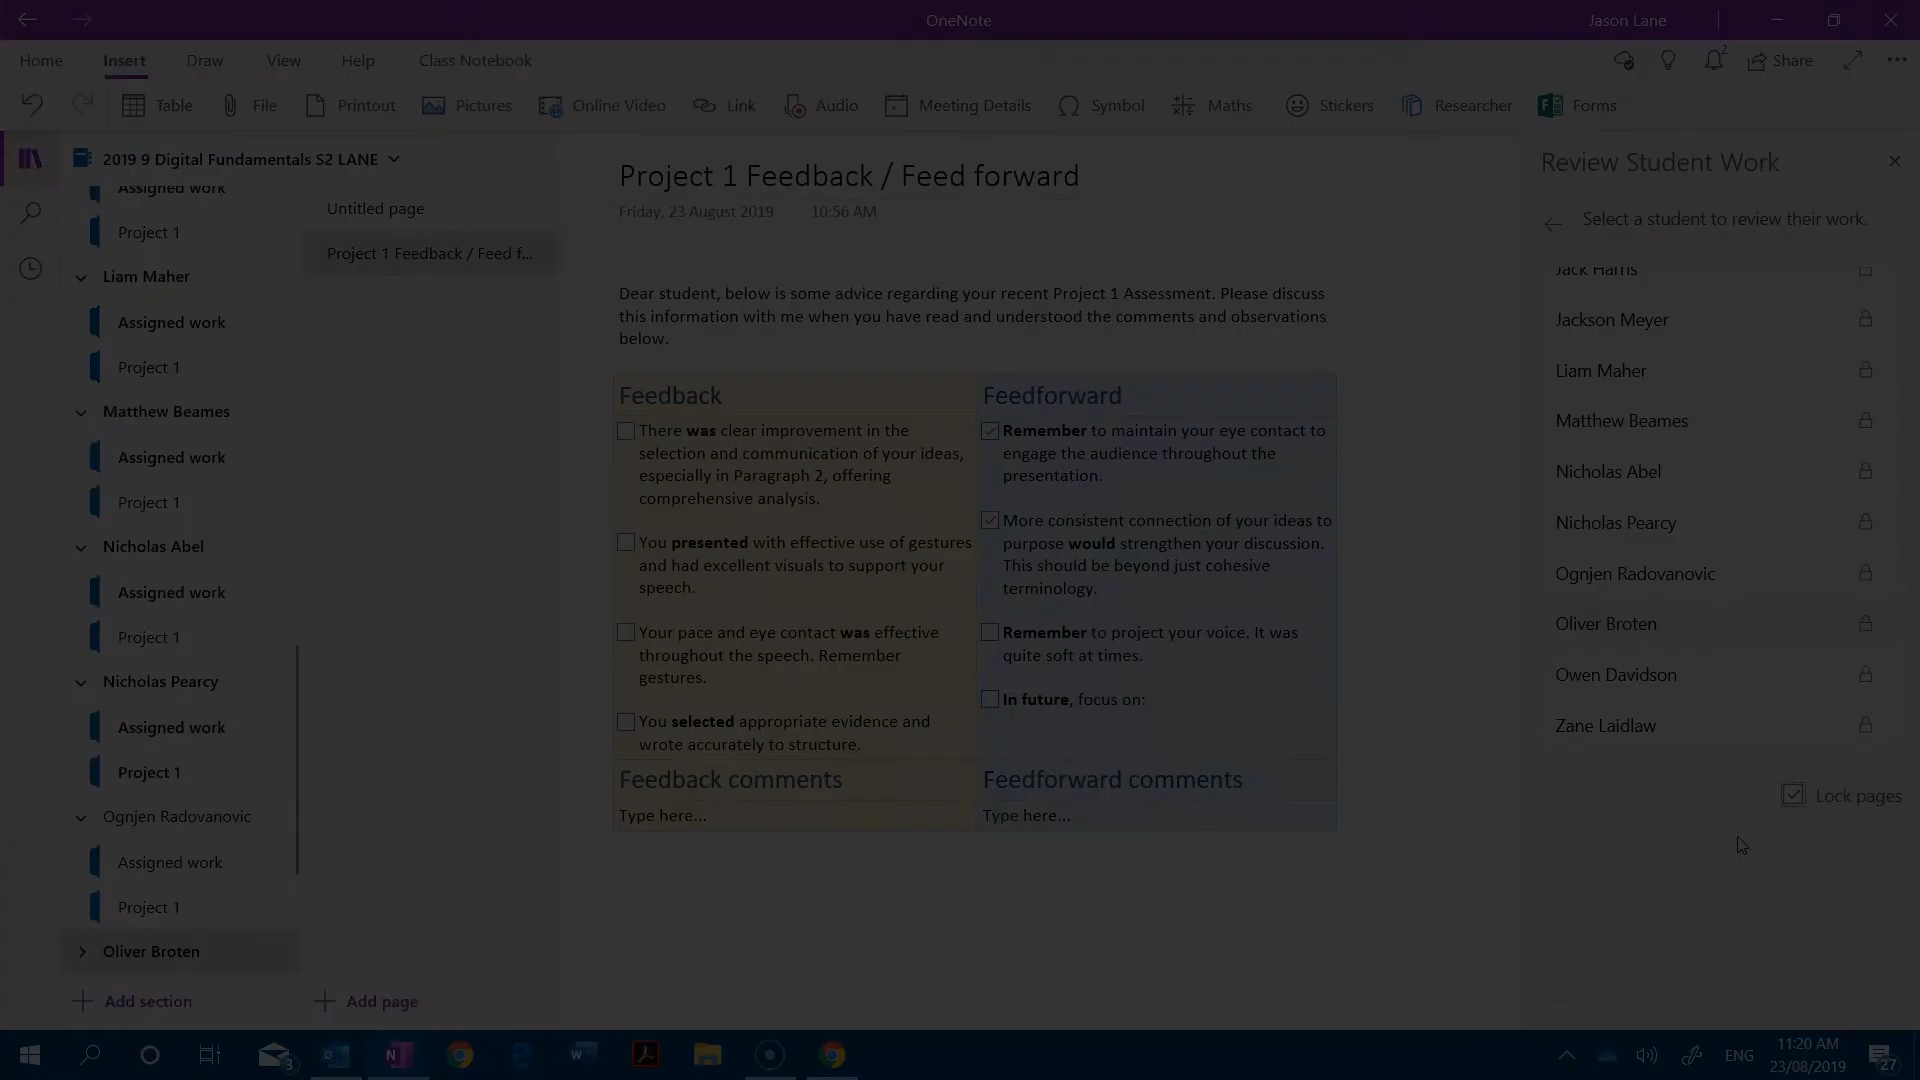 OneNote
Jason Lane
Home
Insert
Draw
View
Help
Class Notebook
2
Share
Table
File
Printout
Pictures
Online Video
Link
Audio
Meeting Details
Symbol
Maths
Stickers
Researcher
Forms
2019 9 Digital Fundamentals S2 LANE
Assigned work
Project 1
Liam Maher
Assigned work
Project 1
Matthew Beames
Assigned work
Project 1
Nicholas Abel
Assigned work
Project 1
Nicholas Pearcy
Assigned work
Project 1
Ognjen Radovanovic
Assigned work
Project 1
Oliver Broten
Add section
Untitled page
Project 1 Feedback / Feed f...
Add page
Project 1 Feedback / Feed forward
Friday, 23 August 2019 10:56 AM
Dear student, below is some advice regarding your recent Project 1 Assessment. Please discuss
this information with me when you have read and understood the comments and observations
below.
Feedback
There was clear improvement in the
selection and communication of your ideas,
especially in Paragraph 2, offering
comprehensive analysis.
You presented with effective use of gestures
and had excellent visuals to support your
speech.
Your pace and eye contact was effective
throughout the speech. Remember
gestures.
You selected appropriate evidence and
wrote accurately to structure.
Feedforward
Remember to maintain your eye contact to
engage the audience throughout the
presentation.
More consistent connection of your ideas to
purpose would strengthen your discussion.
This should be beyond just cohesive
terminology.
Remember to project your voice. It was
quite soft at times.
In future, focus on:
Feedback comments
Type here...
Feedforward comments
Type here...
Review Student Work
Select a student to review their work.
Jack Harris
Jackson Meyer
Liam Maher
Matthew Beames
Nicholas Abel
Nicholas Pearcy
Ognjen Radovanovic
Oliver Broten
Owen Davidson
Zane Laidlaw
Lock pages
3
N
W
ENG
11:20 AM
23/08/2019
27